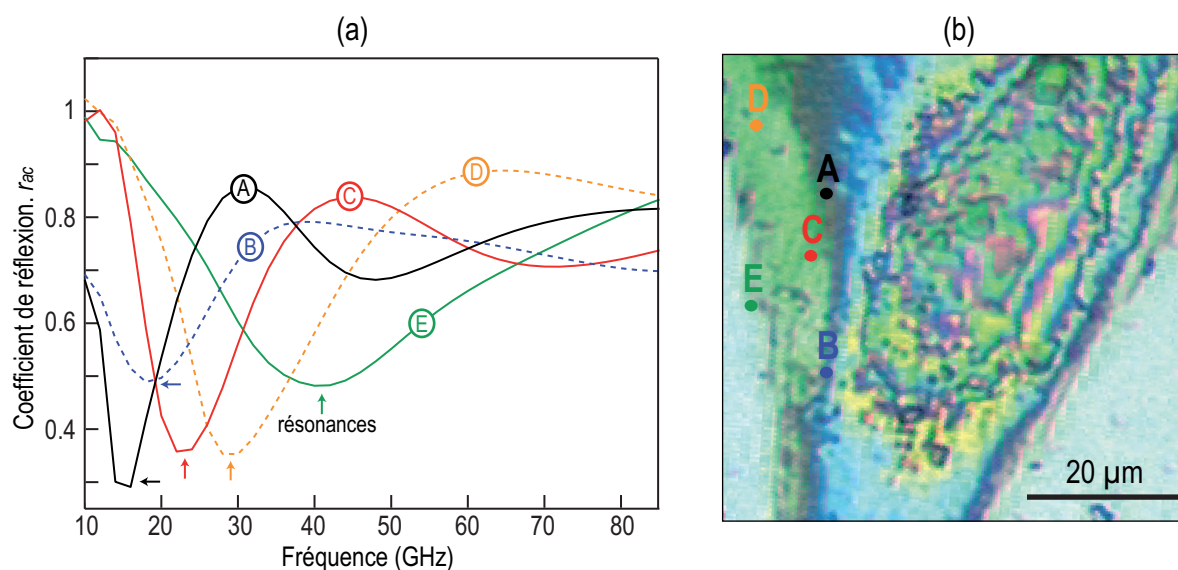 (a)
Coefficient de réflexion. rac
1
0.8
0.6
0.4
10 20 30 40 50 60 70 80
Fréquence (GHz)
A
B
C
D
E
résonances
(b)
D
A
C
E
B
20 µm